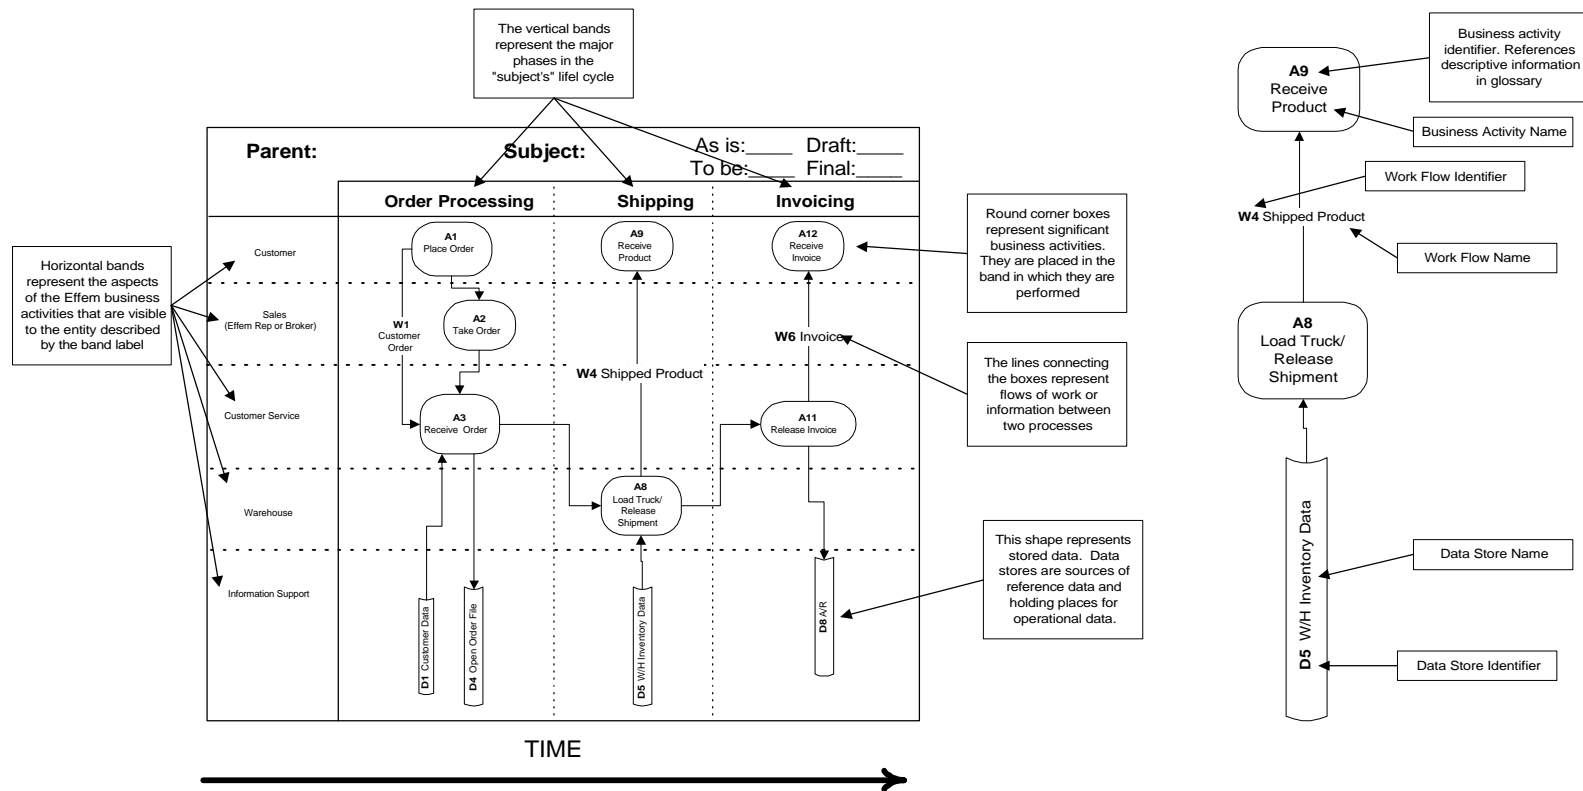 The vertical bands
represent the major
phases in the
"subject's" lifel cycle
Parent:
Subject:
As is:____ Draft:____
To be:____ Final:____
Order Processing
Shipping
Invoicing
Horizontal bands
represent the aspects
of the Effem business
activities that are visible
to the entity described
by the band label
Customer
Sales
(Effem Rep or Broker)
Customer Service
Warehouse
Information Support
A1
Place Order
A2
Take Order
W1
Customer
Order
A3
Receive Order
D1 Customer Data
D4 Open Order File
A9
Receive
Product
W4 Shipped Product
A8
Load Truck/
Release
Shipment
D5 W/H Inventory Data
A12
Receive
Invoice
W6 Invoice
A11
Release Invoice
D8 A/R
Round corner boxes
represent significant
business activities.
They are placed in the
band in which they are
performed
The lines connecting
the boxes represent
flows of work or
information between
two processes
This shape represents
stored data. Data
stores are sources of
reference data and
holding places for
operational data.
TIME
A9
Receive
Product
Business activity
identifier. References
descriptive information
in glossary
Business Activity Name
Work Flow Identifier
W4 Shipped Product
Work Flow Name
A8
Load Truck/
Release
Shipment
D5 W/H Inventory Data
Data Store Name
Data Store Identifier